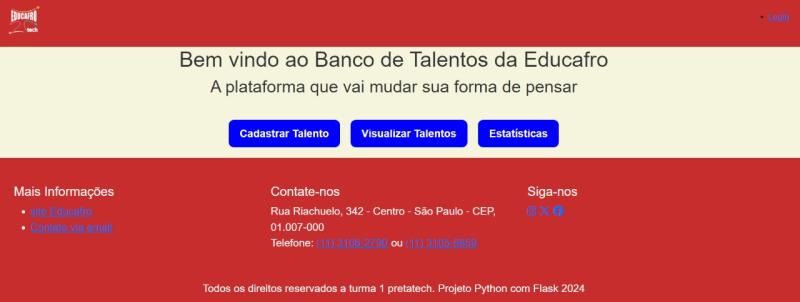 EDUCAFRO
tech
Login
Bem vindo ao Banco de Talentos da Educafro
A plataforma que vai mudar sua forma de pensar
Cadastrar Talento
Visualizar Talentos
Estatísticas
Mais Informações
site Educafro
Contato via email
Contate-nos
Rua Riachuelo, 342 - Centro - São Paulo - CEP,
01.007-000
Telefone: (11) 3106-2790 ou (11) 3105-8659
Siga-nos
Todos os direitos reservados a turma 1 pretatech. Projeto Python com Flask 2024